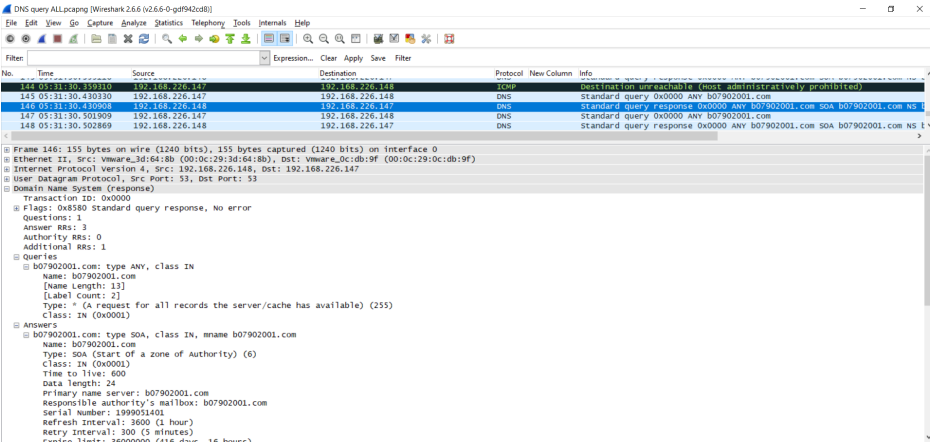 DNS query ALL.pcapng [Wireshark 2.6.6 (v2.6.6-0-gdf942cd8)]
File Edit View Go Capture Analyze Statistics Telephony Tools Internals Help
Filter: Expression... Clear Apply Save Filter
No. Time Source Destination Protocol New Column Info
144 05:31:30.359310 192.168.226.147 192.168.226.148 ICMP Destination unreachable (Host administratively prohibited)
145 05:31:30.430330 192.168.226.147 192.168.226.148 DNS Standard query 0x0000 ANY b07902001.com
146 05:31:30.430908 192.168.226.148 192.168.226.147 DNS Standard query response 0x0000 ANY b07902001.com SOA b07902001.com NS b
147 05:31:30.501909 192.168.226.147 192.168.226.148 DNS Standard query 0x0000 ANY b07902001.com
148 05:31:30.502869 192.168.226.148 192.168.226.147 DNS Standard query response 0x0000 ANY b07902001.com SOA b07902001.com NS b
Frame 146: 155 bytes on wire (1240 bits), 155 bytes captured (1240 bits) on interface 0
Ethernet II, Src: Vmware_3d:64:8b (00:0c:29:3d:64:8b), Dst: Vmware_0c:db:9f (00:0c:29:0c:db:9f)
Internet Protocol Version 4, Src: 192.168.226.148, Dst: 192.168.226.147
User Datagram Protocol, Src Port: 53, Dst Port: 53
Domain Name System (response)
Transaction ID: 0x0000
Flags: 0x8580 Standard query response, No error
Questions: 1
Answer RRs: 3
Authority RRs: 0
Additional RRs: 1
Queries
b07902001.com: type ANY, class IN
Name: b07902001.com
[Name Length: 13]
[Label Count: 2]
Type: * (A request for all records the server/cache has available) (255)
Class: IN (0x0001)
Answers
b07902001.com: type SOA, class IN, mname b07902001.com
Name: b07902001.com
Type: SOA (Start Of a zone of Authority) (6)
Class: IN (0x0001)
Time to live: 600
Data length: 24
Primary name server: b07902001.com
Responsible authority's mailbox: b07902001.com
Serial Number: 1999051401
Refresh Interval: 3600 (1 hour)
Retry Interval: 300 (5 minutes)
Expire limit: 36000000 (416 days, 16 hours)